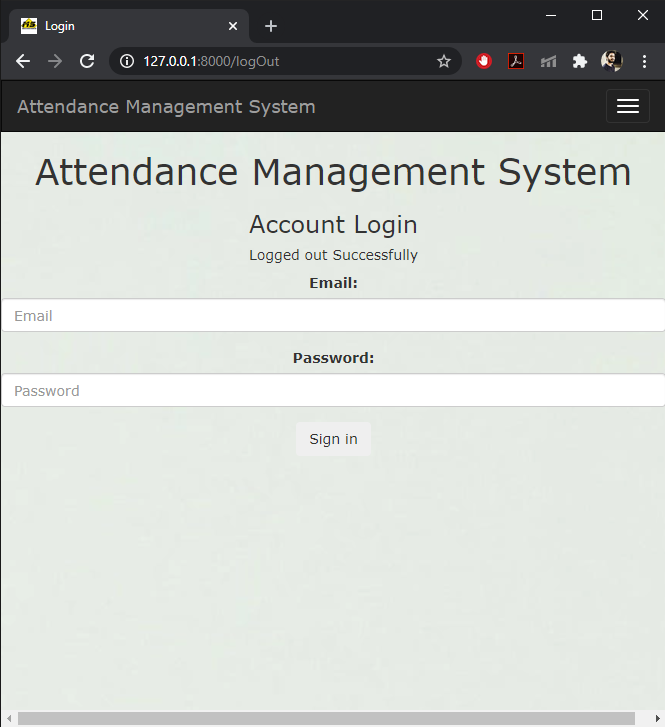 Login
127.0.0.1:8000/logOut
Attendance Management System
Attendance Management System
Account Login
Logged out Successfully
Email:
Email
Password:
Password
Sign in